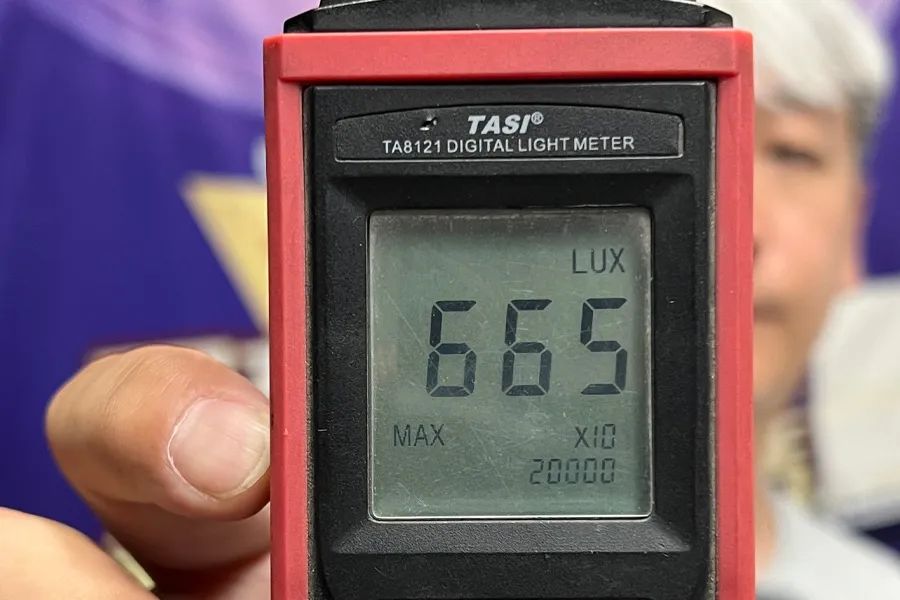 TASI®
TA8121 DIGITAL LIGHT METER
LUX
665
MAX X10
20000